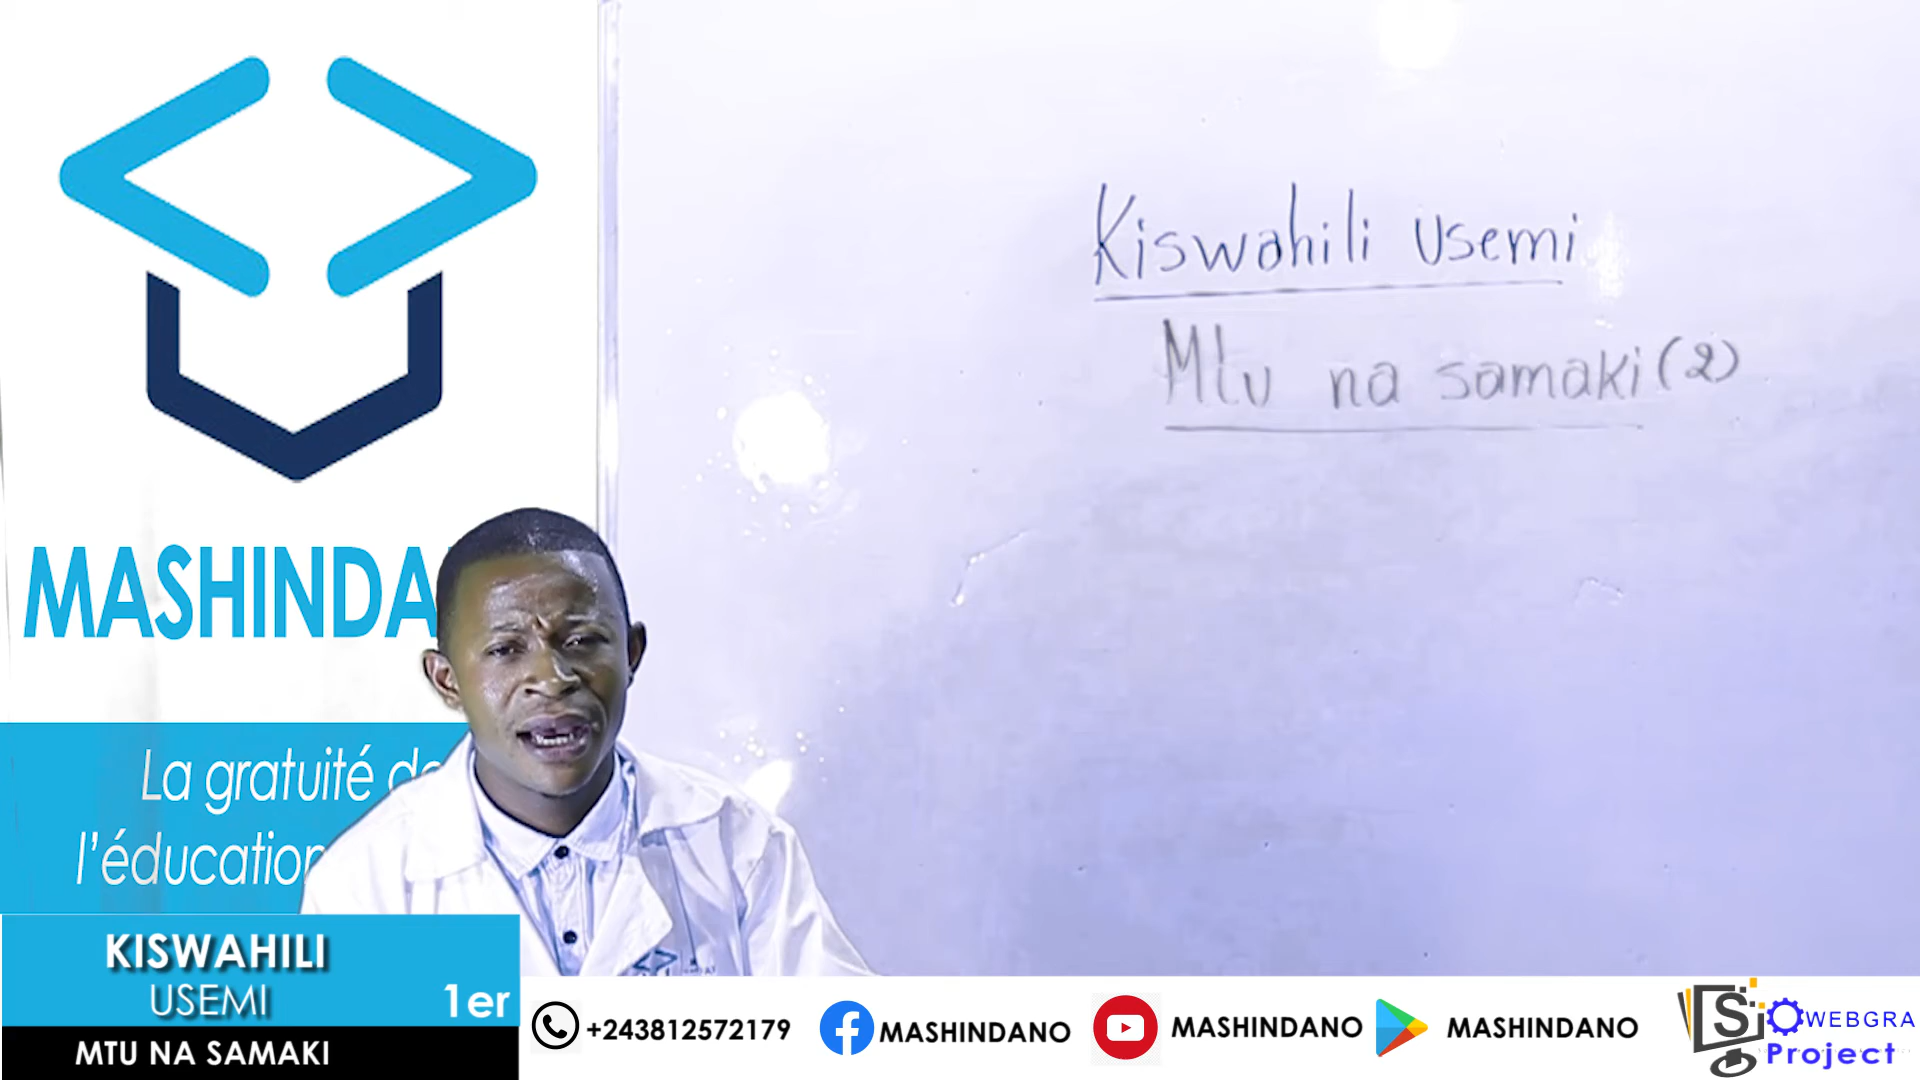 Kiswahili Usemi
Mtu na samaki (2)
MASHINDA
La gratuité de
l'éducation
KISWAHILI
USEMI
1er
MTU NA SAMAKI
+243812572179
MASHINDANO
MASHINDANO
MASHINDANO
WEBGRA
Project